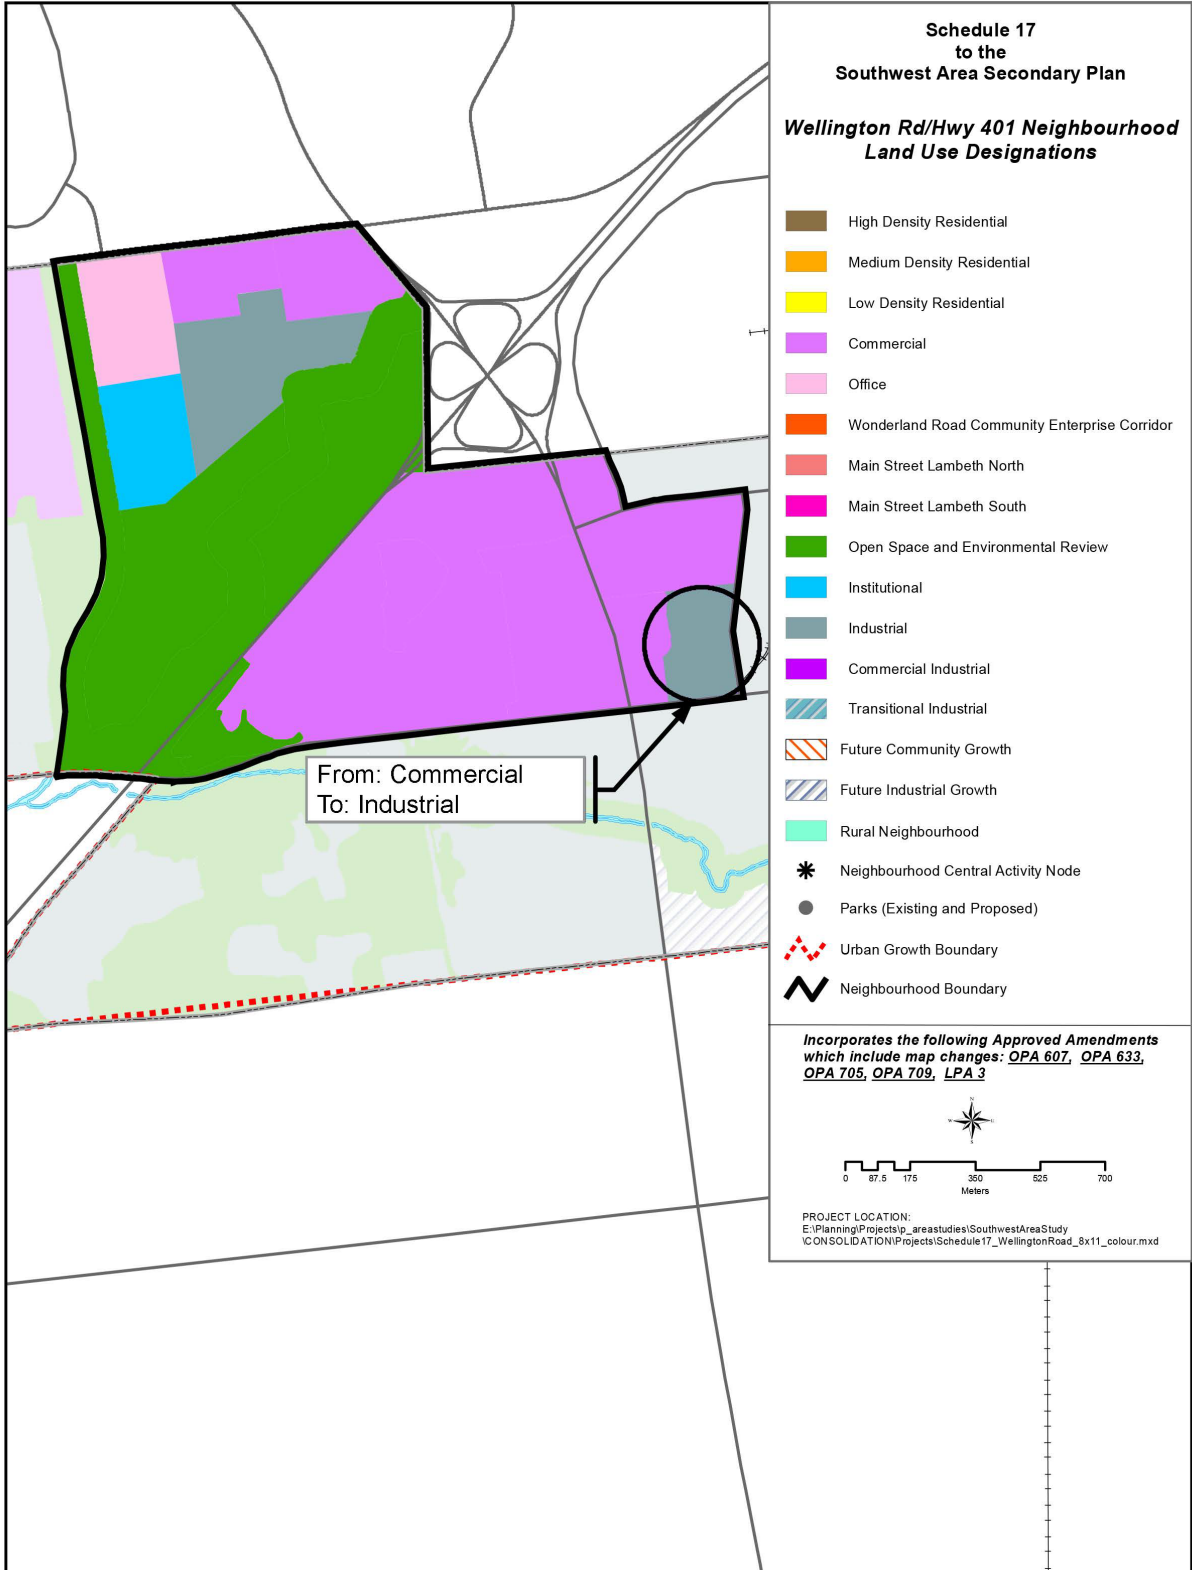 Schedule 17
to the
Southwest Area Secondary Plan
Wellington Rd/Hwy 401 Neighbourhood
Land Use Designations
High Density Residential
Medium Density Residential
Low Density Residential
Commercial
Office
Wonderland Road Community Enterprise Corridor
Main Street Lambeth North
Main Street Lambeth South
Open Space and Environmental Review
Institutional
Industrial
Commercial Industrial
Transitional Industrial
Future Community Growth
Future Industrial Growth
Rural Neighbourhood
Neighbourhood Central Activity Node
Parks (Existing and Proposed)
Urban Growth Boundary
Neighbourhood Boundary
From: Commercial
To: Industrial
Incorporates the following Approved Amendments
which include map changes: OPA 607, OPA 633,
OPA 705, OPA 709, LPA 3
N
W E
S
0 87.5 175 350 525 700
Meters
PROJECT LOCATION:
E:\Planning\Projects\p_areastudies\SouthwestAreaStudy
\CONSOLIDATION\Projects\Schedule17_WellingtonRoad_8x11_colour.mxd